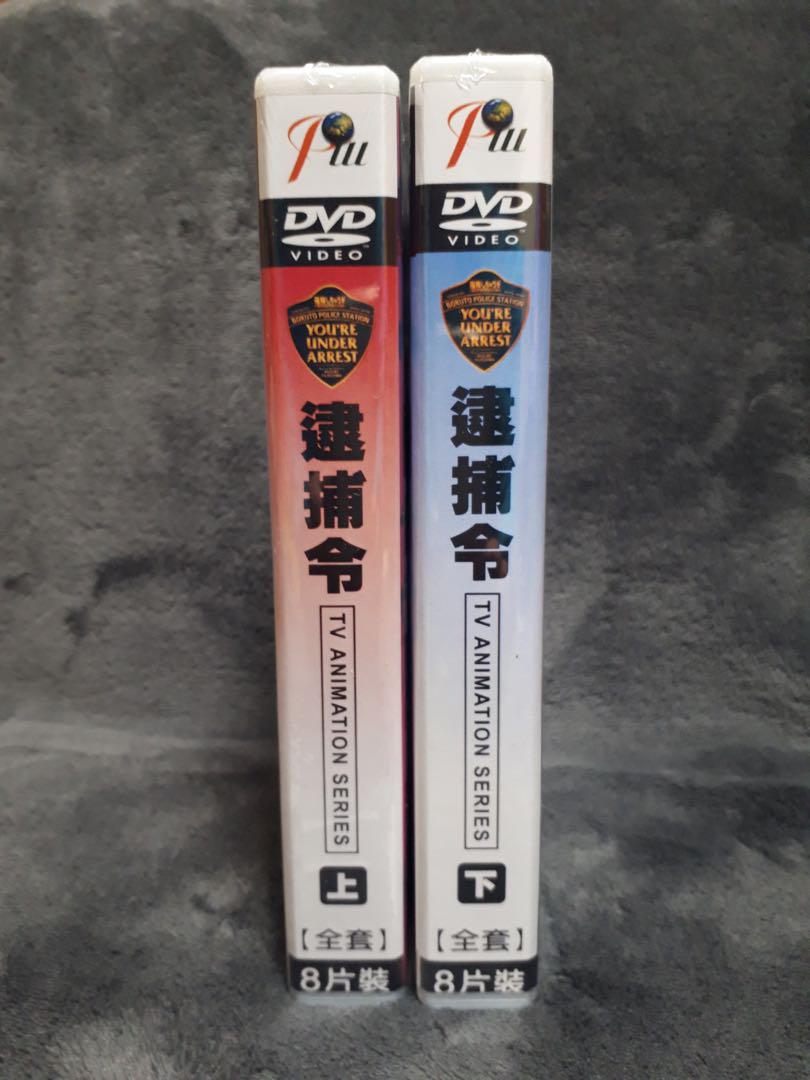 PW
DVD
VIDEO
BOKUTO POLICE STATION
YOU'RE
UNDER
ARREST
逮捕令
TV ANIMATION SERIES
上
【全套】
8片裝
PW
DVD
VIDEO
BOKUTO POLICE STATION
YOU'RE
UNDER
ARREST
逮捕令
TV ANIMATION SERIES
下
【全套】
8片裝